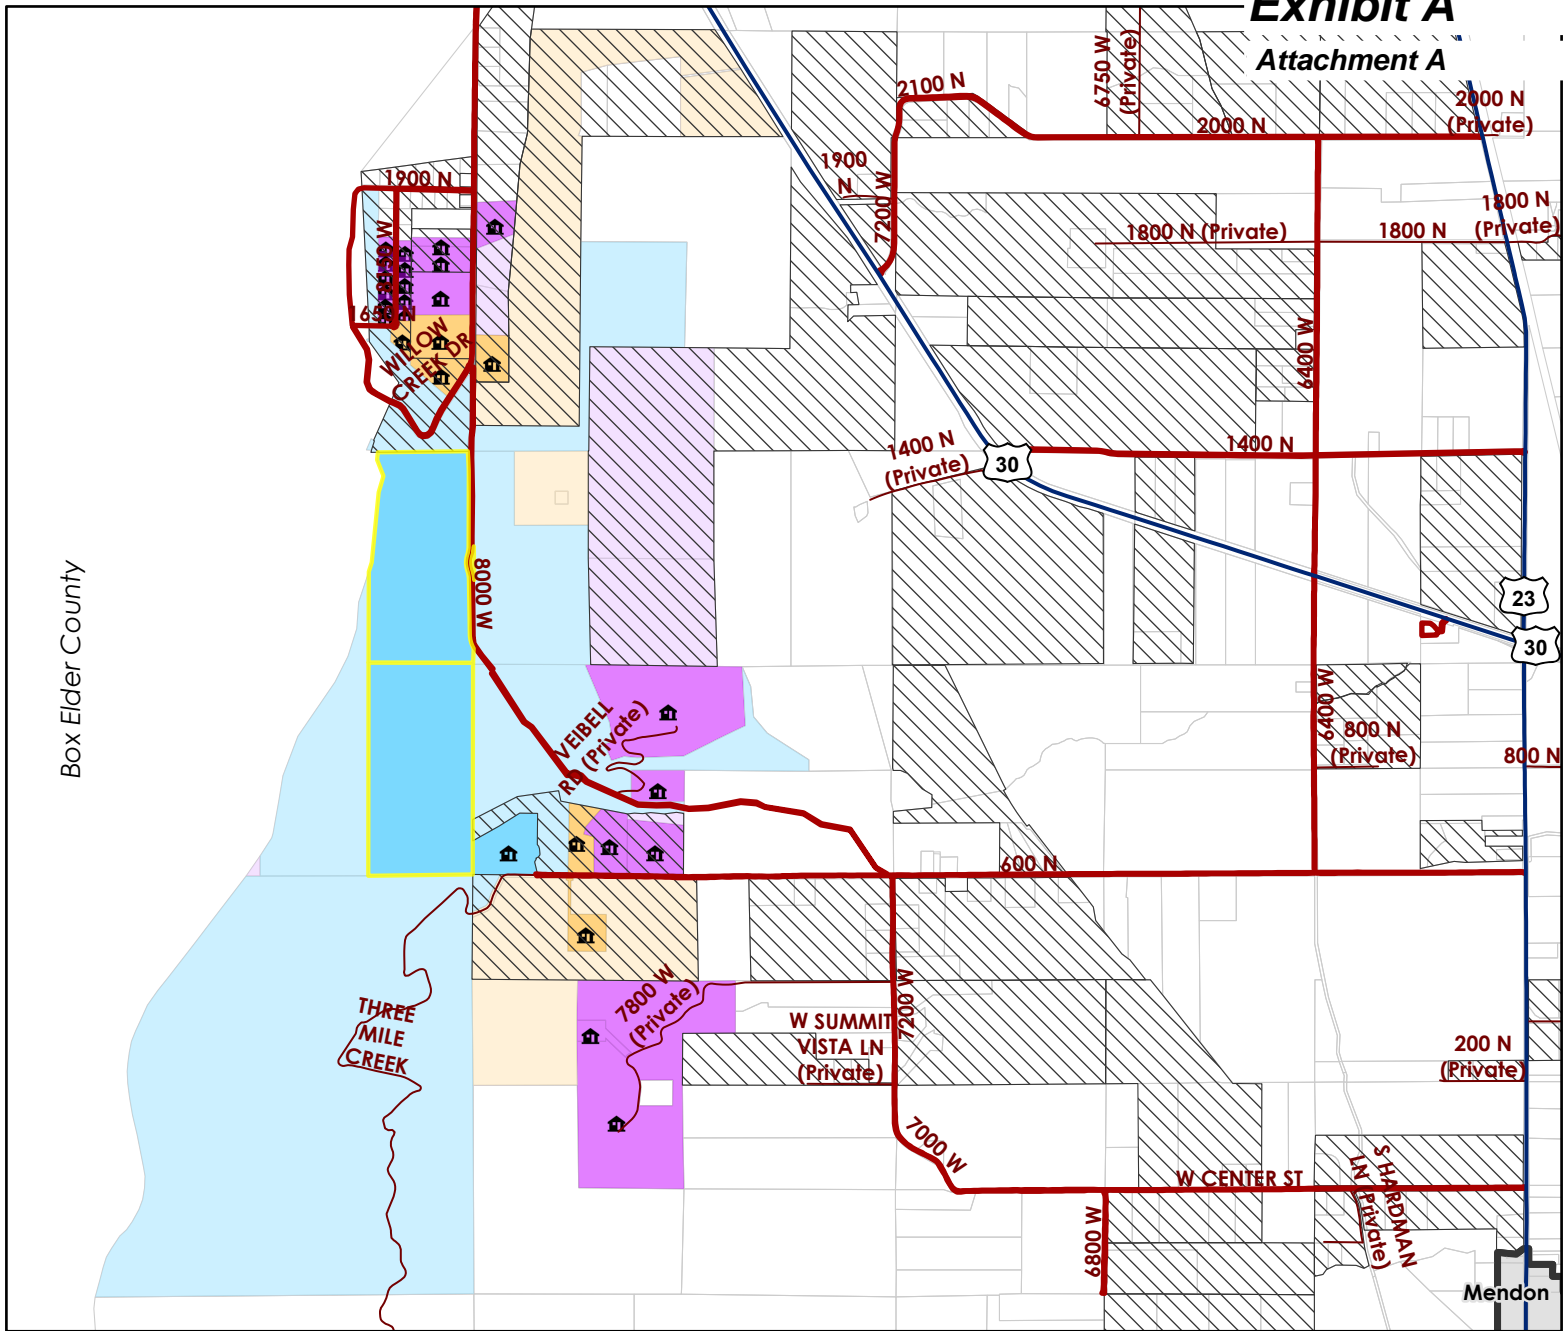 Exhibit A
Attachment A
6750 W
(Private)
2100 N
2000 N
(Private)
2000 N
1900
N
7200 W
1900 N
1800 N
(Private)
1800 N (Private)
1800 N
8150 W
1650 N
WILLOW
CREEK DR
6400 W
1400 N
(Private)
30
1400 N
8000 W
23
30
Box Elder County
VEIBELL
RD (Private)
6400 W
800 N
(Private)
800 N
600 N
7800 W
(Private)
7200 W
THREE
MILE
CREEK
W SUMMIT
VISTA LN
(Private)
200 N
(Private)
7000 W
W CENTER ST
S HARDMAN
LN (Private)
6800 W
Mendon